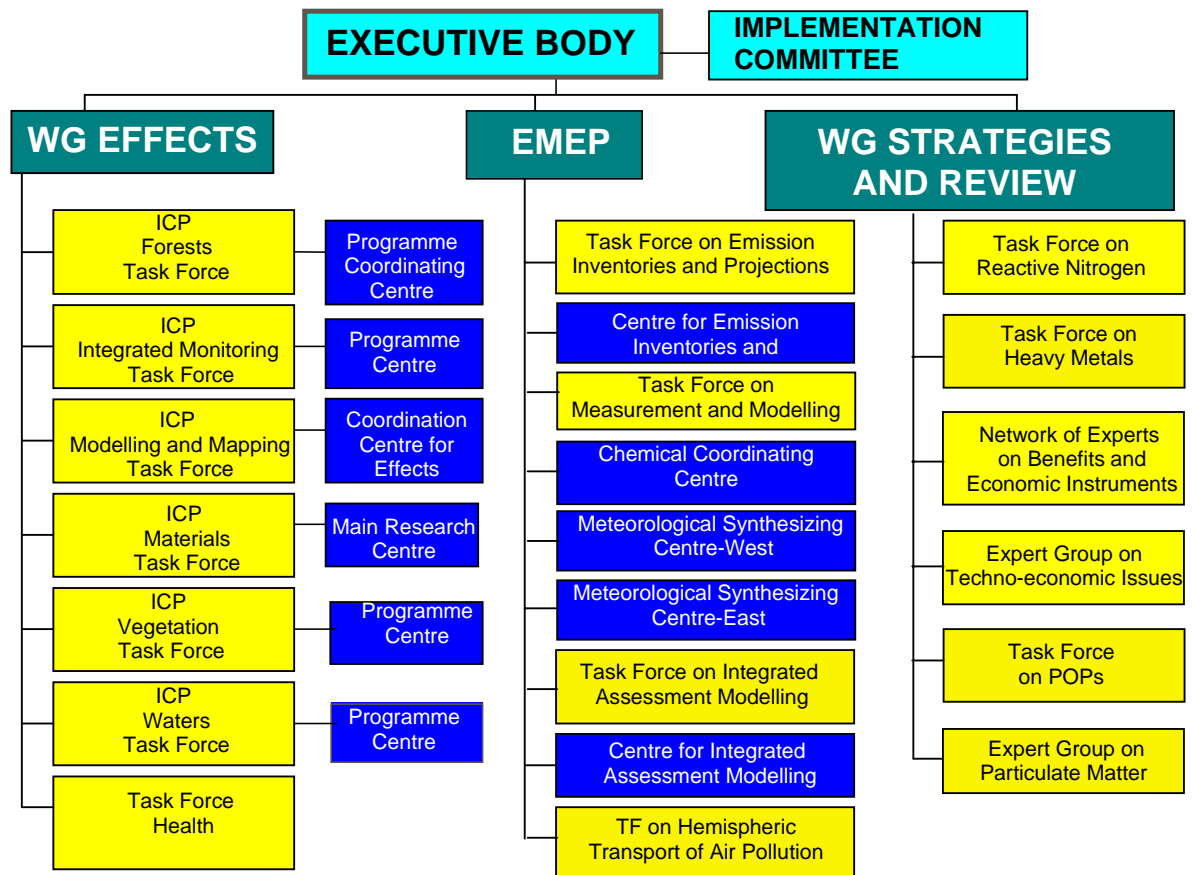 EXECUTIVE BODY
IMPLEMENTATION
COMMITTEE
WG EFFECTS
ICP
Forests
Task Force
Programme
Coordinating
Centre
ICP
Integrated Monitoring
Task Force
Programme
Centre
ICP
Modelling and Mapping
Task Force
Coordination
Centre for
Effects
ICP
Materials
Task Force
Main Research
Centre
ICP
Vegetation
Task Force
Programme
Centre
ICP
Waters
Task Force
Programme
Centre
Task Force
Health
EMEP
Task Force on Emission
Inventories and Projections
Centre for Emission
Inventories and
Task Force on
Measurement and Modelling
Chemical Coordinating
Centre
Meteorological Synthesizing
Centre-West
Meteorological Synthesizing
Centre-East
Task Force on Integrated
Assessment Modelling
Centre for Integrated
Assessment Modelling
TF on Hemispheric
Transport of Air Pollution
WG STRATEGIES
AND REVIEW
Task Force on
Reactive Nitrogen
Task Force on
Heavy Metals
Network of Experts
on Benefits and
Economic Instruments
Expert Group on
Techno-economic Issues
Task Force
on POPs
Expert Group on
Particulate Matter